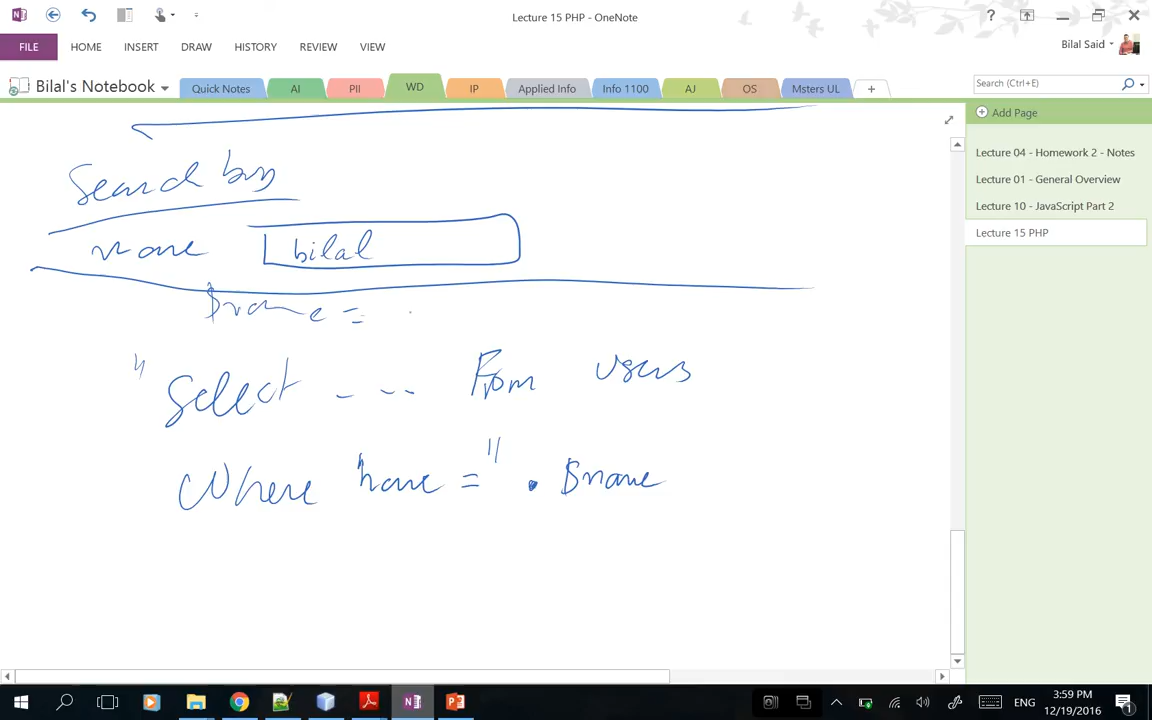 Lecture 15 PHP - OneNote
?
FILE HOME INSERT DRAW HISTORY REVIEW VIEW
Bilal Said
Bilal's Notebook Quick Notes AI PII WD IP Applied Info Info 1100 AJ OS Msters UL +
Search (Ctrl+E)
Add Page
Lecture 04 - Homework 2 - Notes
Lecture 01 - General Overview
Lecture 10 - JavaScript Part 2
Lecture 15 PHP
Search
name bilal
$name =
" Select - - - From users
Where name = " . $name
ENG
3:59 PM
12/19/2016
1